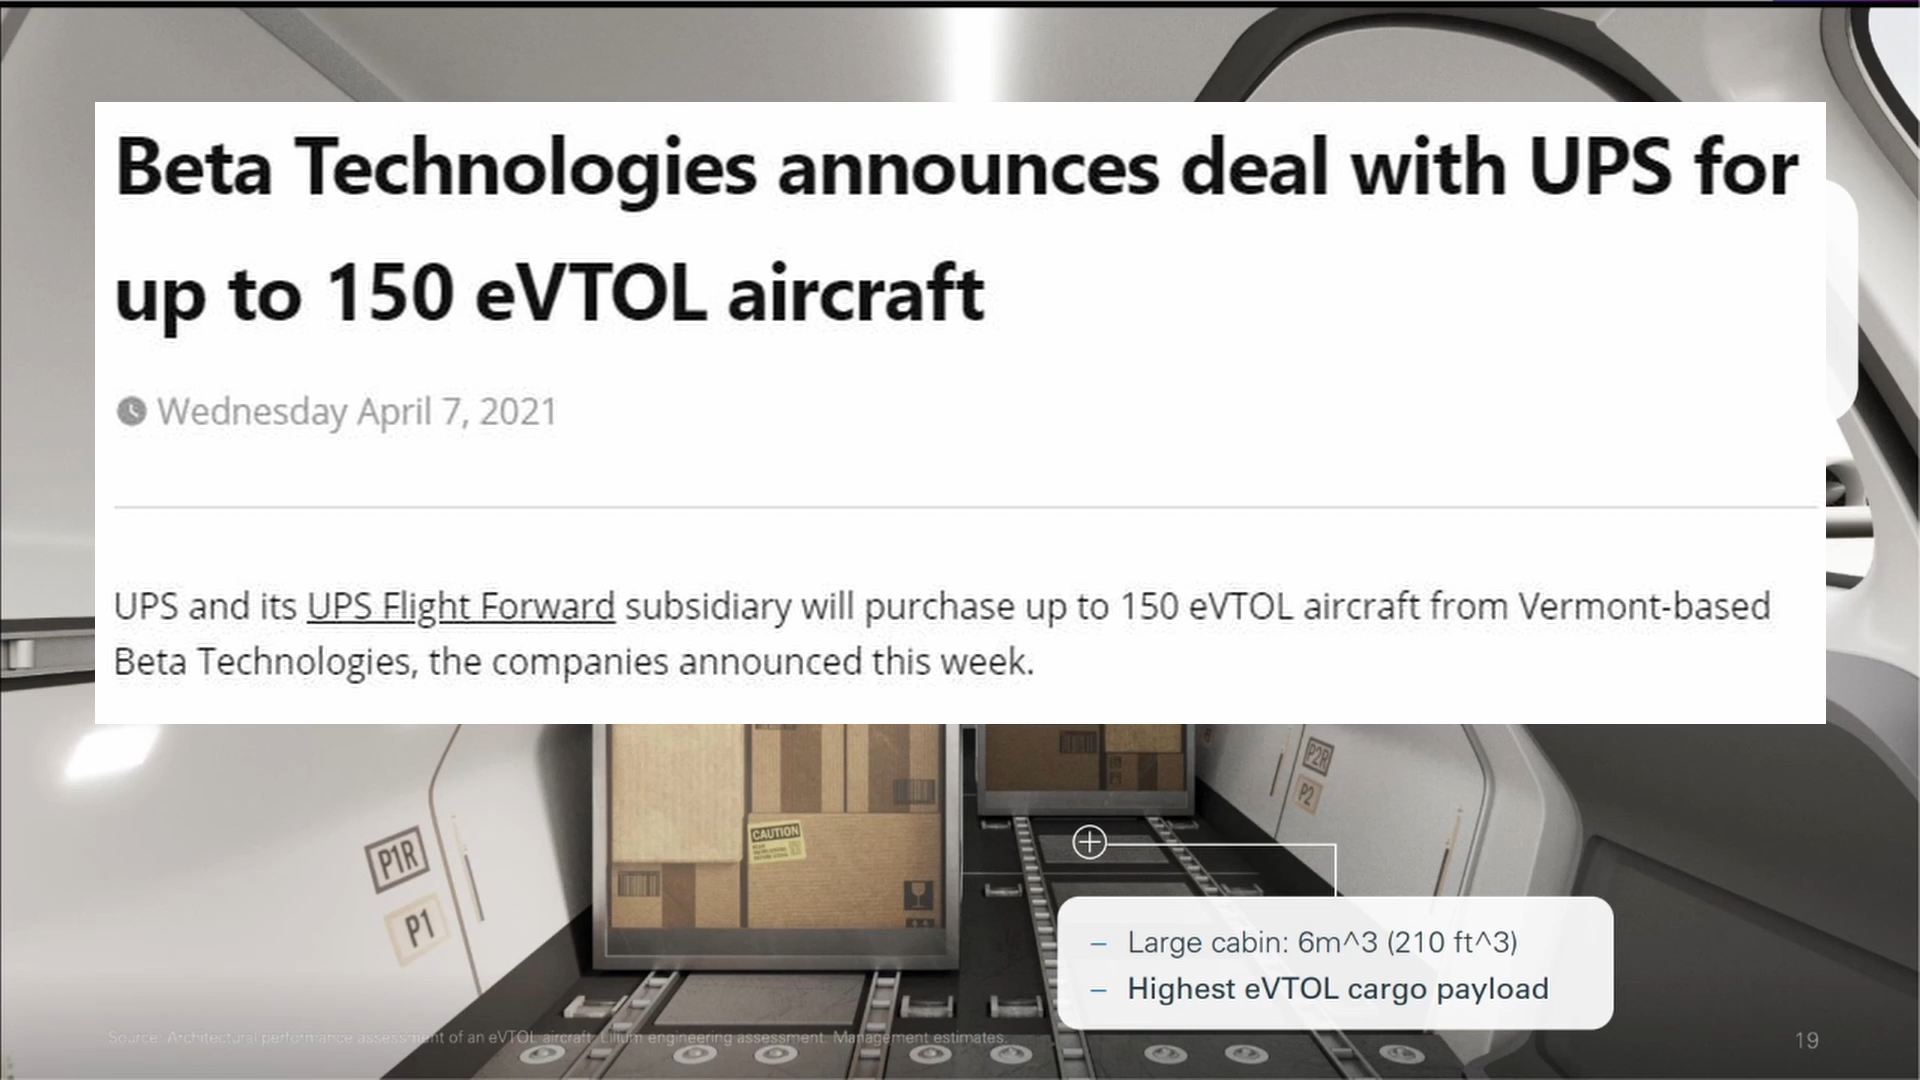 Beta Technologies announces deal with UPS for
up to 150 eVTOL aircraft
Wednesday April 7, 2021
UPS and its UPS Flight Forward subsidiary will purchase up to 150 eVTOL aircraft from Vermont-based
Beta Technologies, the companies announced this week.
P2R
P2
CAUTION
P1R
P1
– Large cabin: 6m^3 (210 ft^3)
– Highest eVTOL cargo payload
Source: Architectural performance assessment of an eVTOL aircraft. Lilium engineering assessment. Management estimates.
19